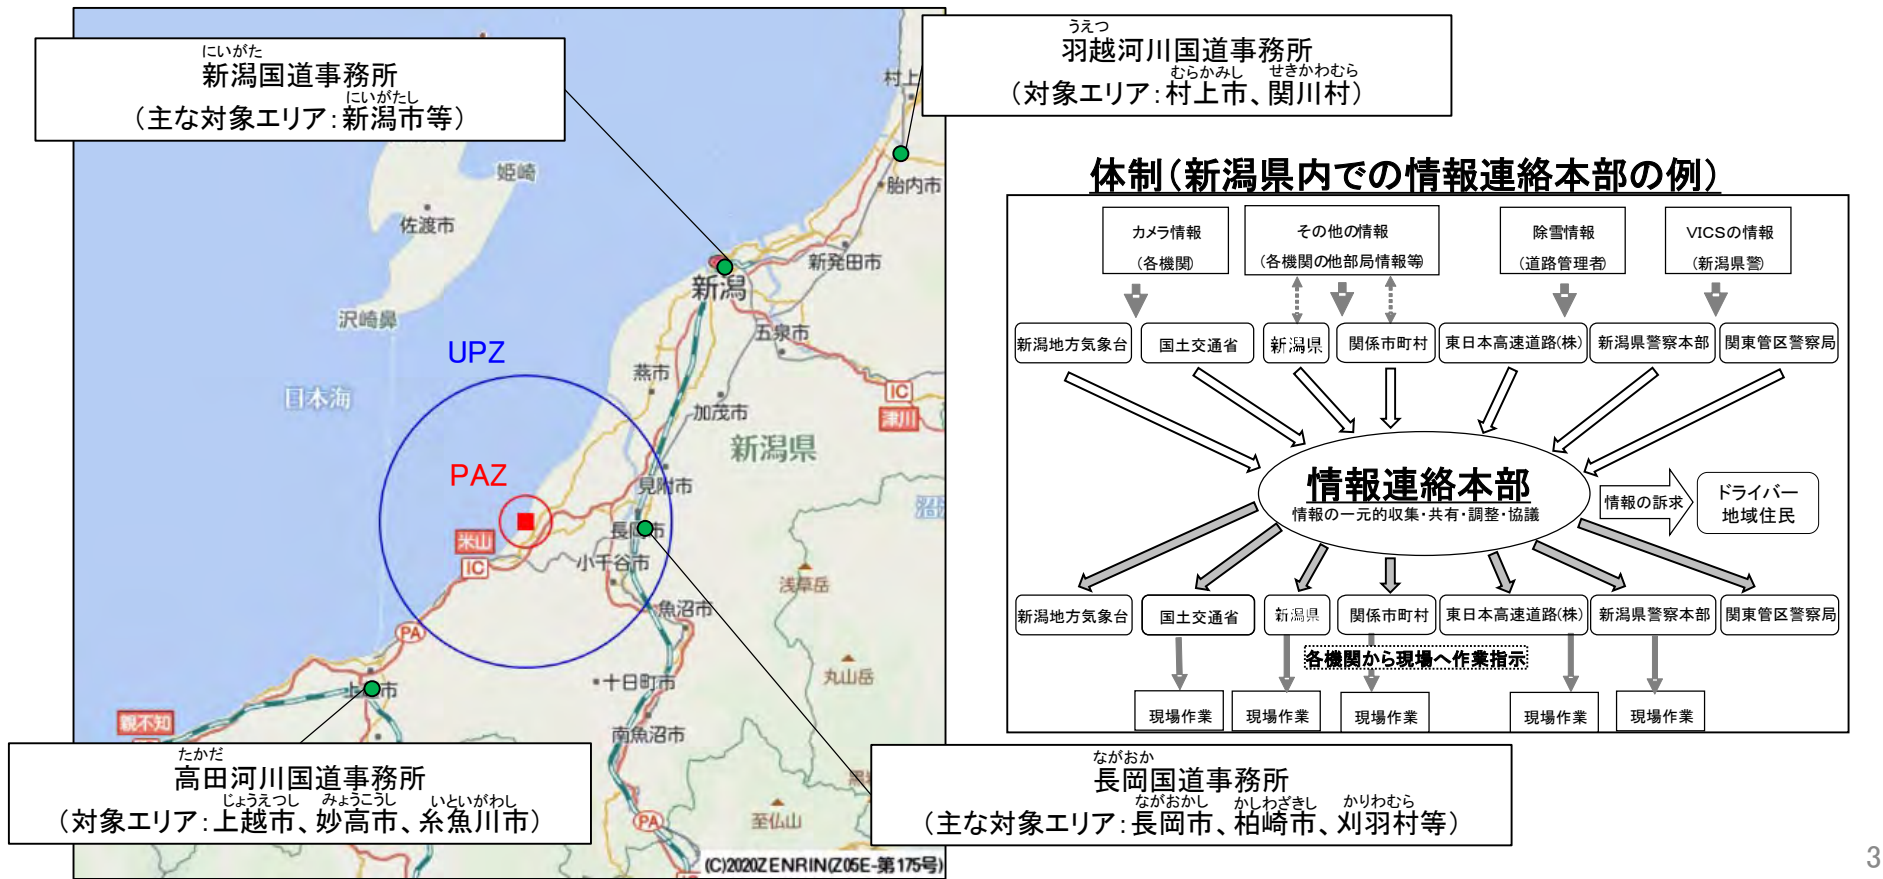 にいがた
新潟国道事務所
にいがたし
（主な対象エリア：新潟市等）
うえつ
羽越河川国道事務所
むらかみし せきかわむら
（対象エリア：村上市、関川村）
村上
胎内市
姫崎
佐渡市
新発田市
新潟
沢崎鼻
五泉市
UPZ
燕市
IC
津川
加茂市
日本海
新潟県
PAZ
見附市
長岡市
米山
IC
小千谷市
浅草岳
魚沼市
PA
丸山岳
十日町市
親不知
南魚沼市
PA
至仏山
(C)2020ZENRIN(Z05E-第175号)
たかだ
高田河川国道事務所
じょうえつし みょうこうし いといがわし
（対象エリア：上越市、妙高市、糸魚川市）
ながおか
長岡国道事務所
ながおかし かしわざきし かりわむら
（主な対象エリア：長岡市、柏崎市、刈羽村等）
体制（新潟県内での情報連絡本部の例）
カメラ情報
（各機関）
その他の情報
（各機関の他部局情報等）
除雪情報
（道路管理者）
VICSの情報
（新潟県警）
新潟地方気象台
国土交通省
新潟県
関係市町村
東日本高速道路(株)
新潟県警察本部
関東管区警察局
情報連絡本部
情報の一元的収集・共有・調整・協議
情報の訴求
ドライバー
地域住民
新潟地方気象台
国土交通省
新潟県
関係市町村
東日本高速道路(株)
新潟県警察本部
関東管区警察局
各機関から現場へ作業指示
現場作業
現場作業
現場作業
現場作業
現場作業
3